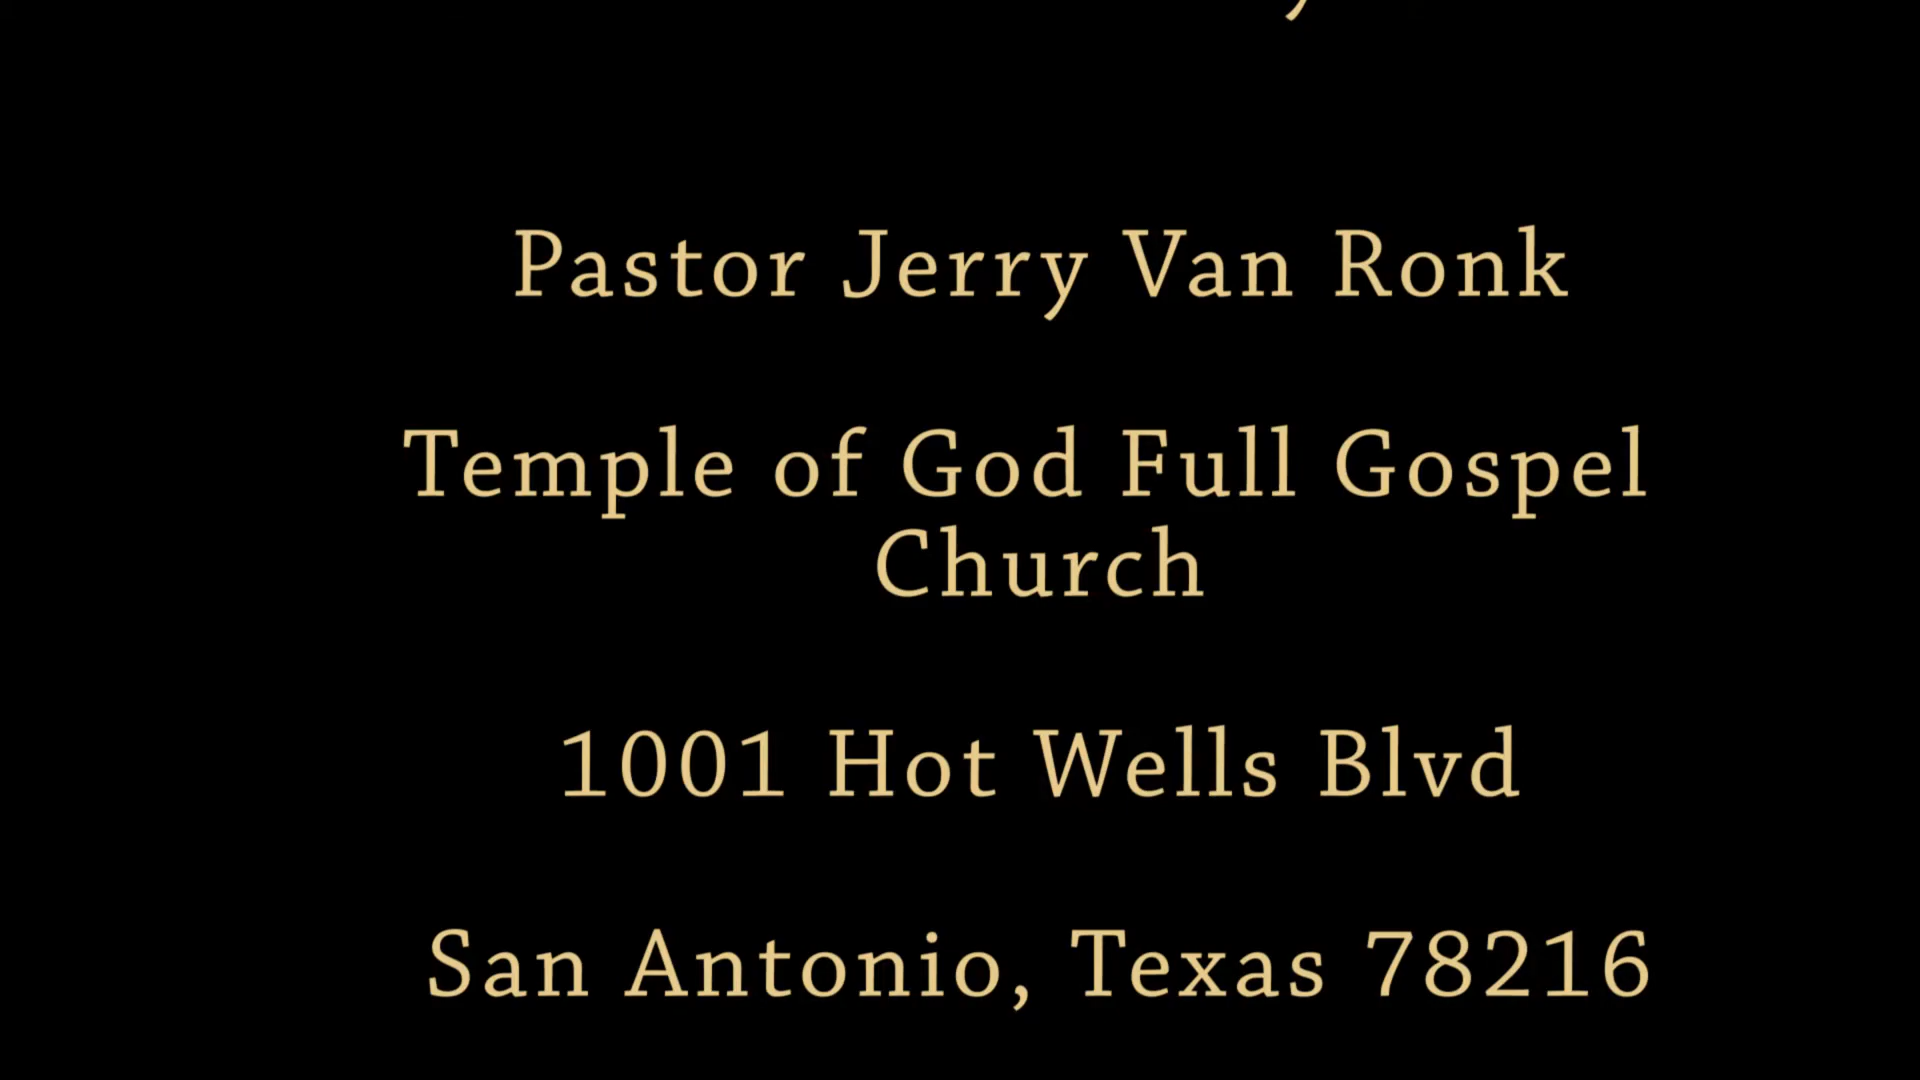 Pastor Jerry Van Ronk
Temple of God Full Gospel
Church
1001 Hot Wells Blvd
San Antonio, Texas 78216